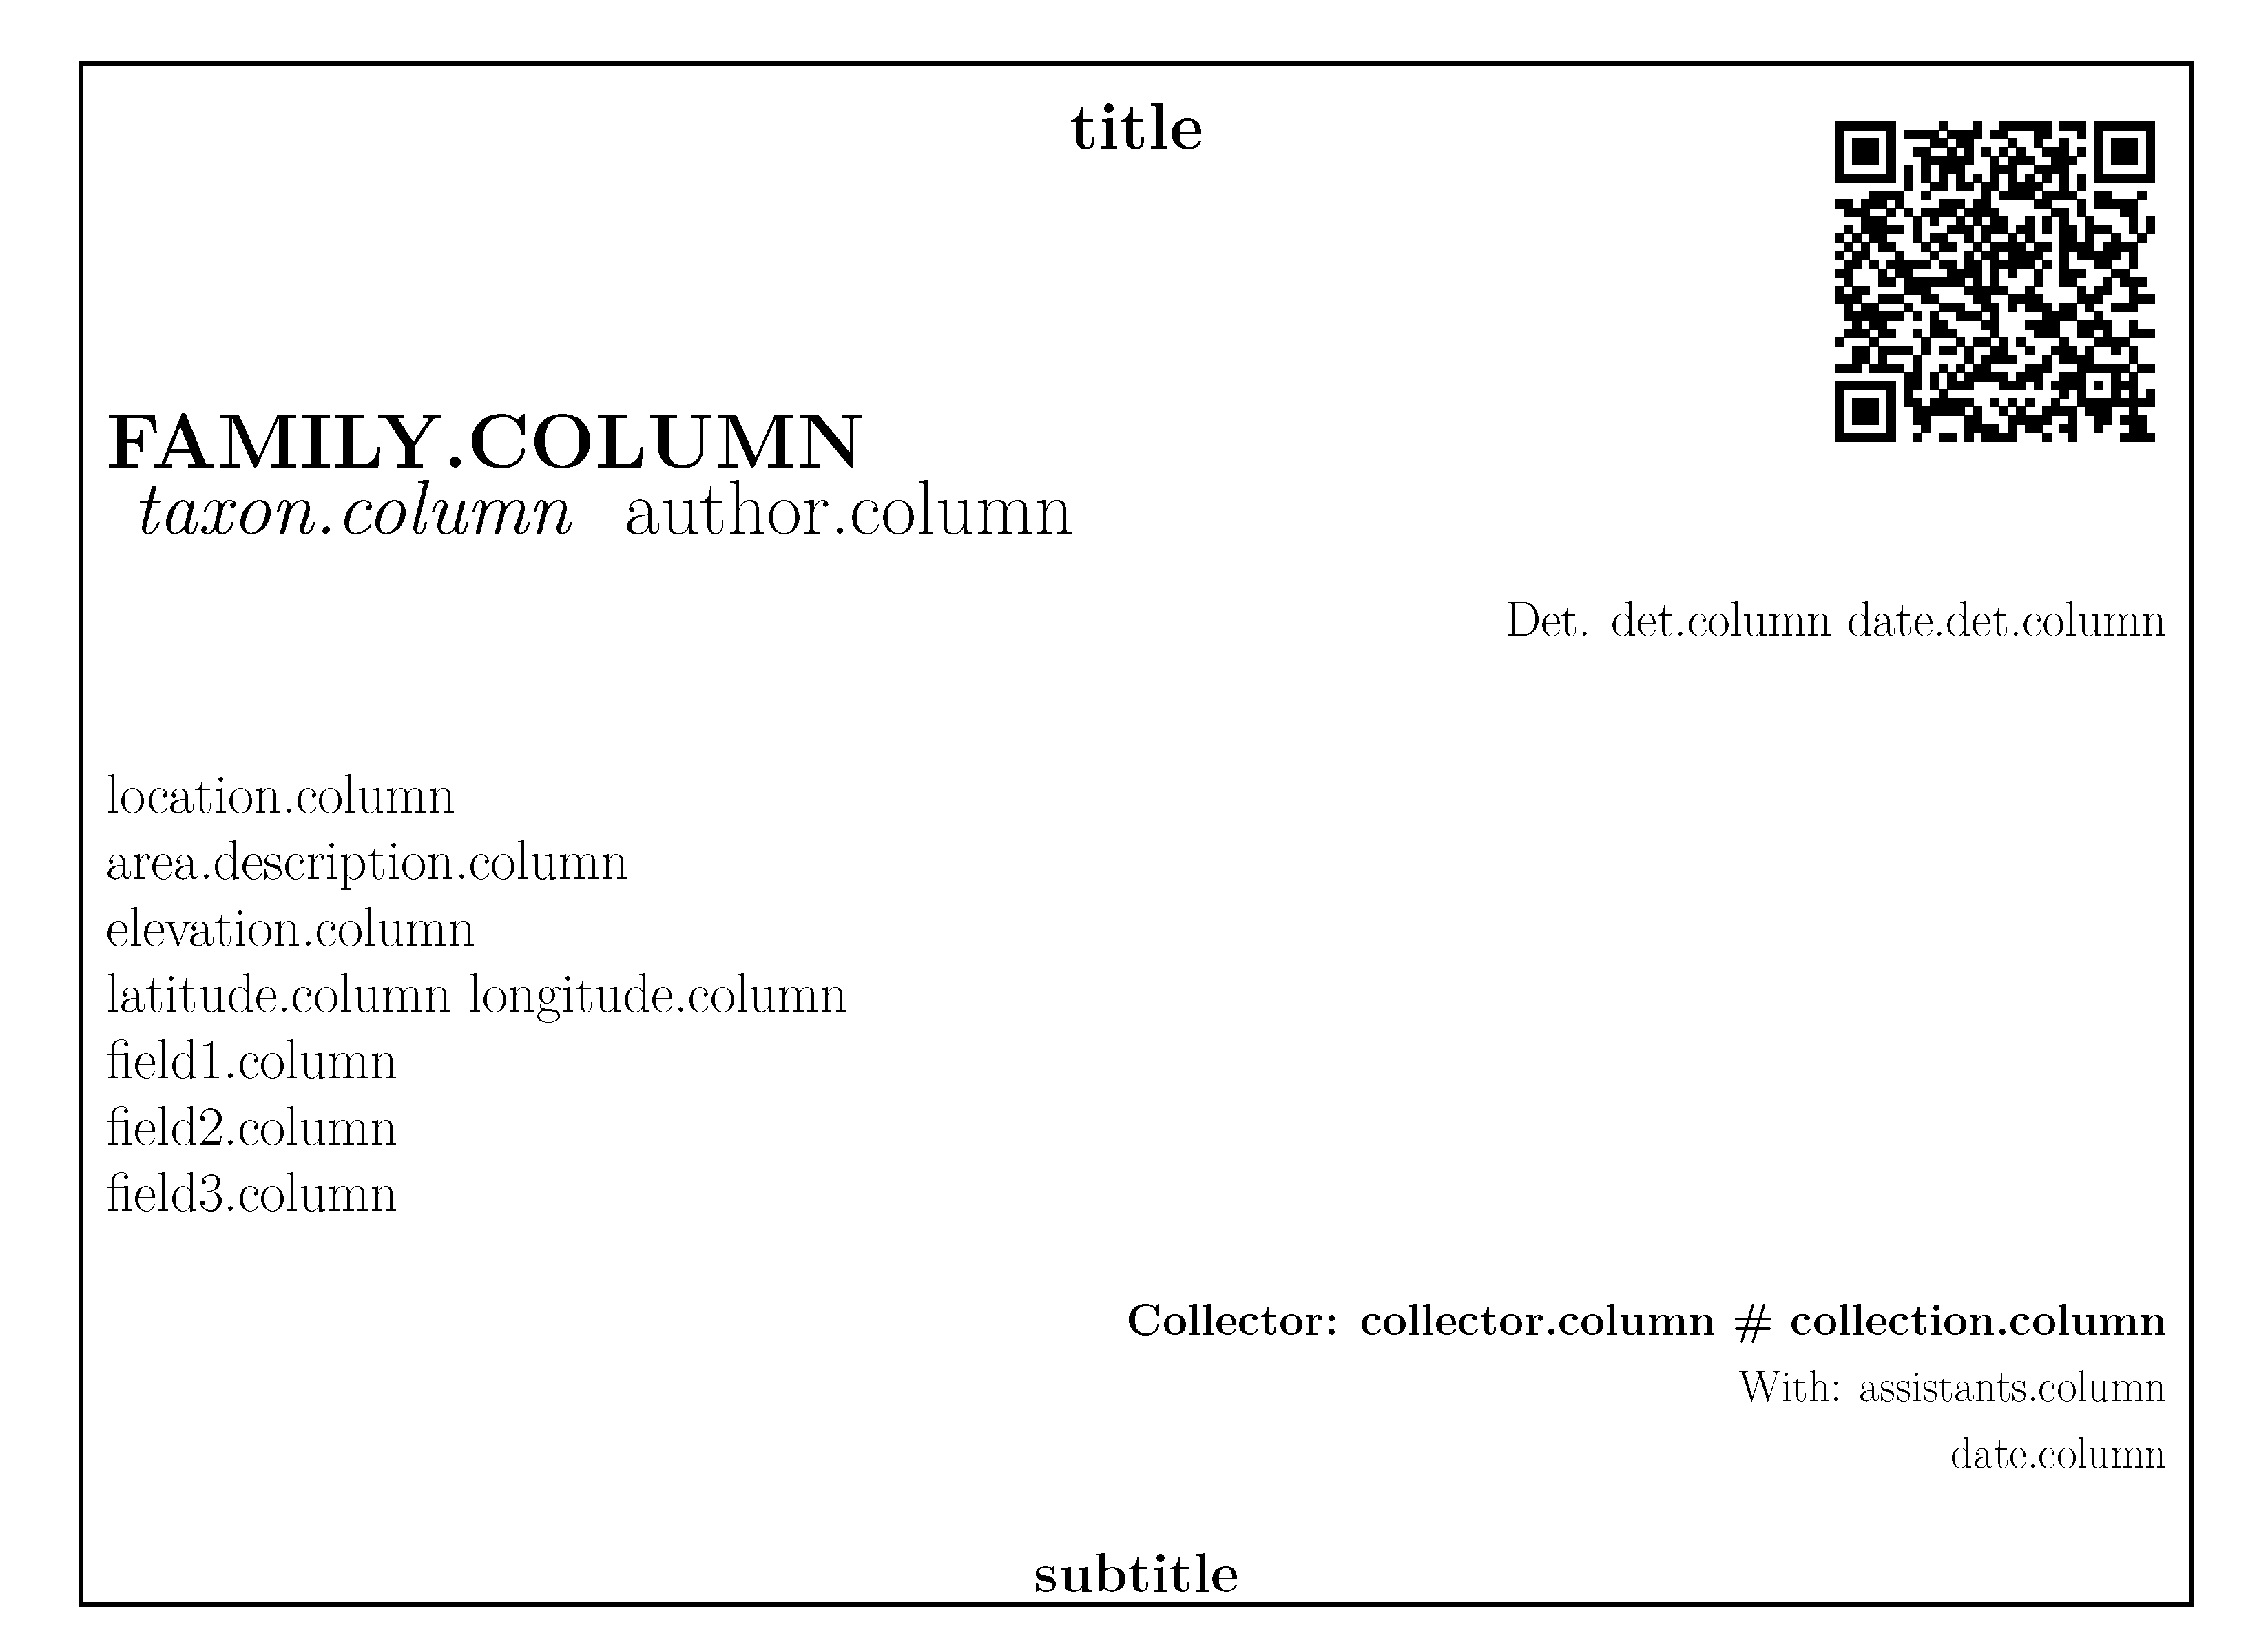 title
FAMILY.COLUMN
taxon.column author.column
Det. det.column date.det.column
location.column
area.description.column
elevation.column
latitude.column longitude.column
field1.column
field2.column
field3.column
Collector: collector.column # collection.column
With: assistants.column
date.column
subtitle